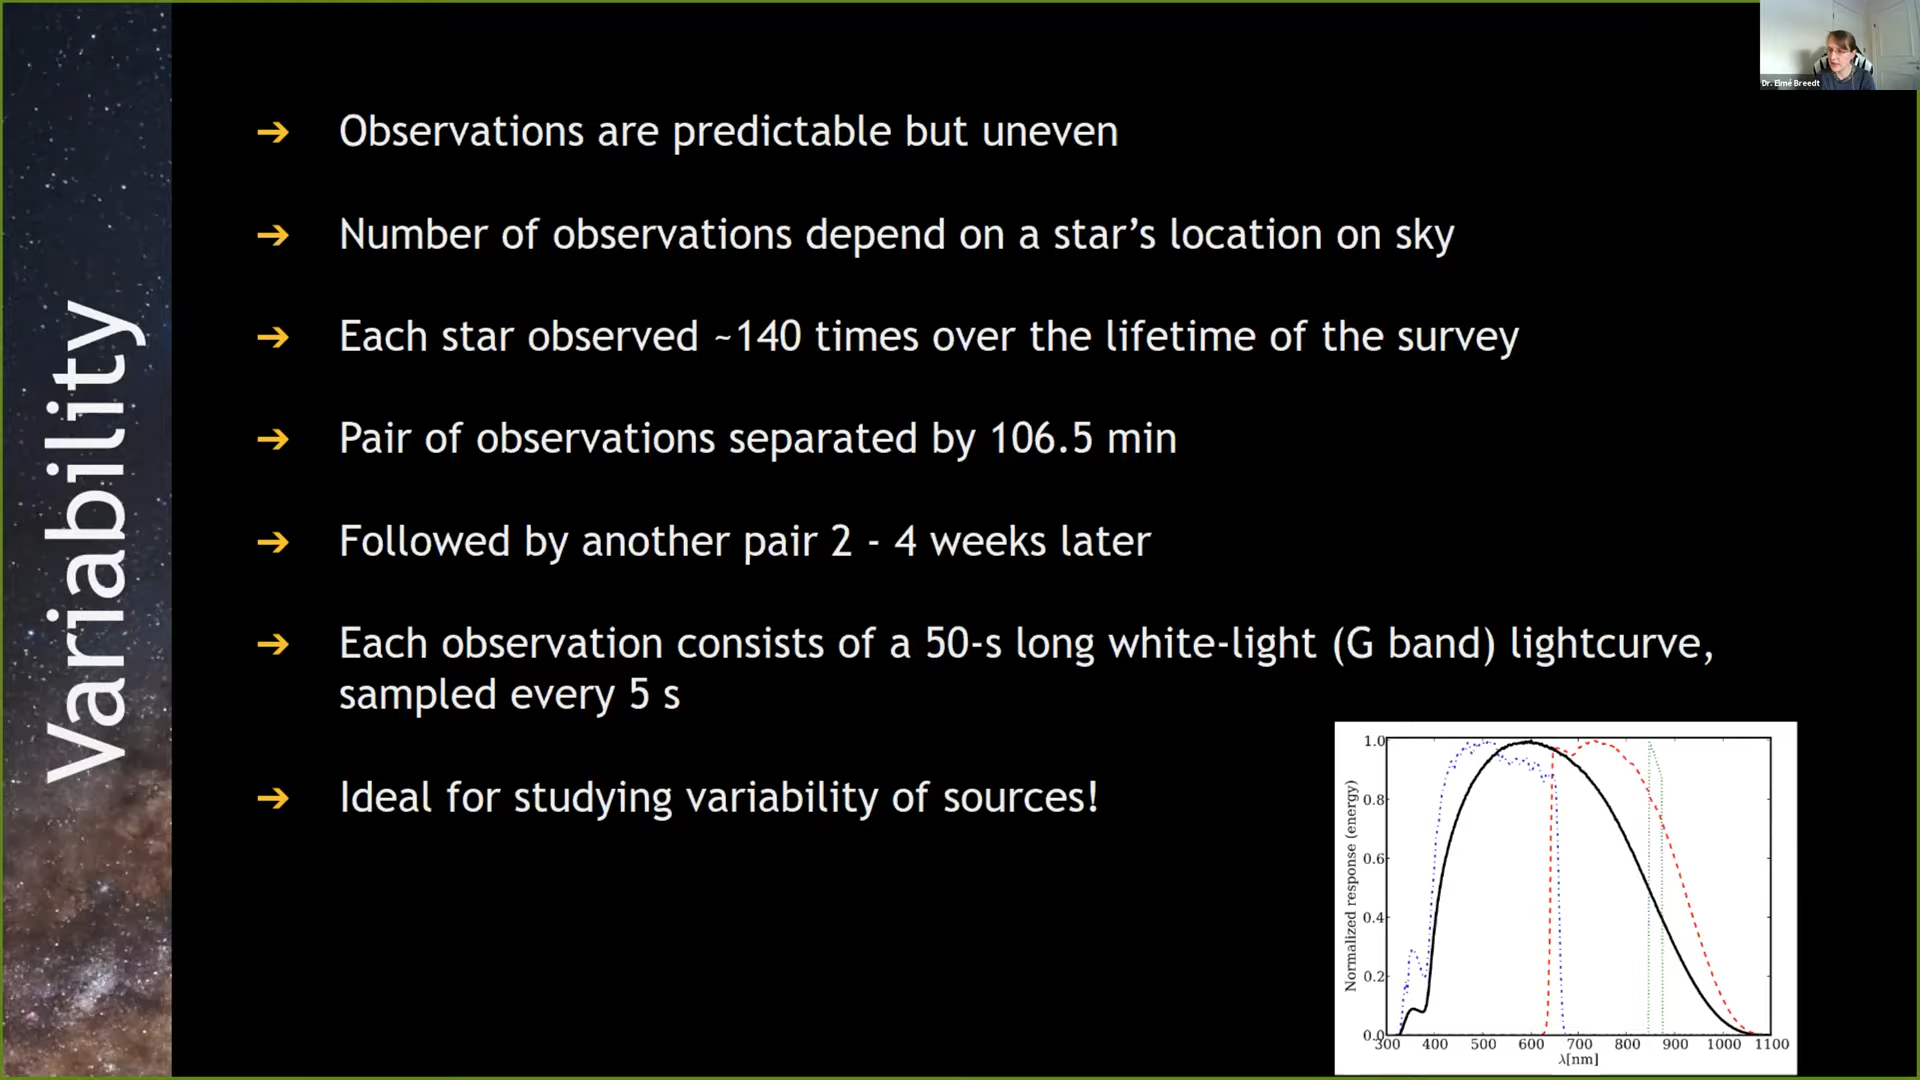 Variability
➔ Observations are predictable but uneven
➔ Number of observations depend on a star’s location on sky
➔ Each star observed ~140 times over the lifetime of the survey
➔ Pair of observations separated by 106.5 min
➔ Followed by another pair 2 - 4 weeks later
➔ Each observation consists of a 50-s long white-light (G band) lightcurve,
sampled every 5 s
➔ Ideal for studying variability of sources!
Dr. Elmé Breedt
Normalized response (energy)
1.0
0.8
0.6
0.4
0.2
0.0
300 400 500 600 700 800 900 1000 1100
λ[nm]